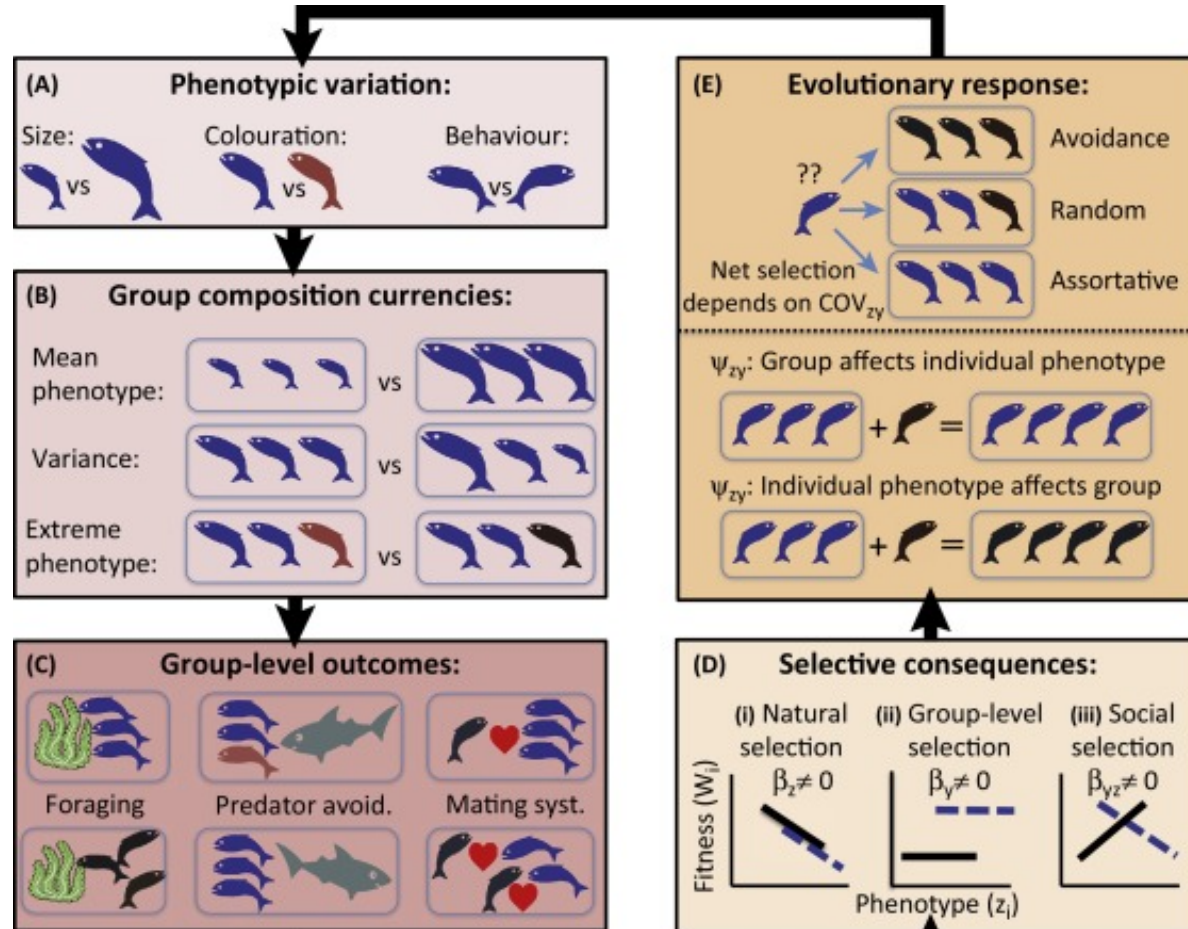 (A) Phenotypic variation:
Size: Colouration: Behaviour:
vs vs vs
(B) Group composition currencies:
Mean
phenotype:
vs
Variance:
vs
Extreme
phenotype:
vs
(C) Group-level outcomes:
Foraging Predator avoid. Mating syst.
(E) Evolutionary response:
Avoidance
??
Random
Assortative
Net selection
depends on COVzy
ψzy: Group affects individual phenotype
+ =
ψzy: Individual phenotype affects group
+ =
(D) Selective consequences:
(i) Natural selection
(ii) Group-level selection
(iii) Social selection
βz≠ 0 βy≠ 0 βyz≠ 0
Fitness (Wi)
Phenotype (zi)